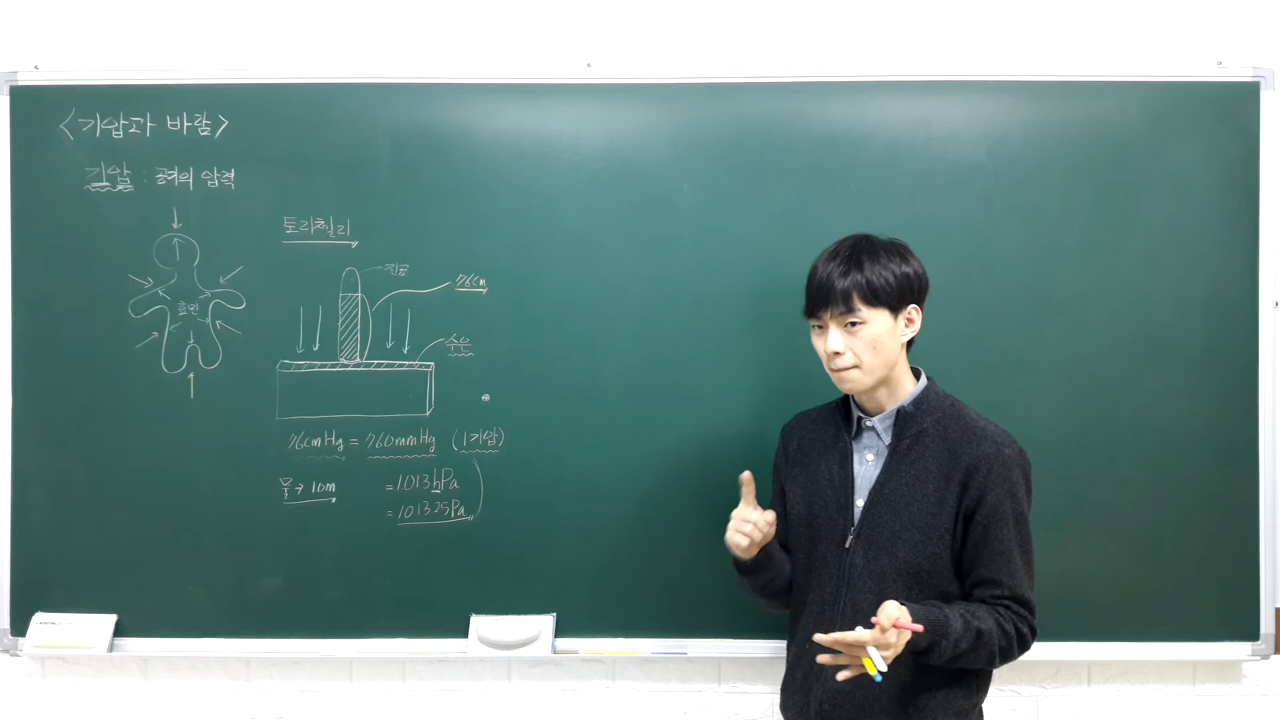 <기압과 바람>
기압 : 공기의 압력
토리첼리
진공
76cm
수은
76cmHg = 760mmHg (1기압)
물→ 10m
= 1013hPa
= 101325Pa